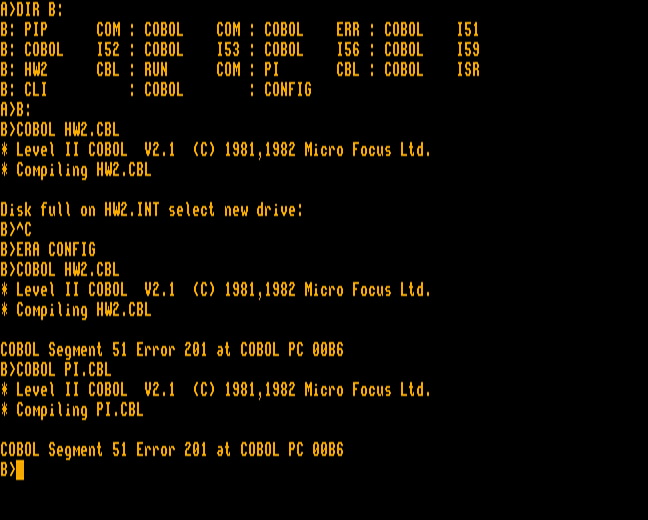 A>DIR B:
B: PIP      COM : COBOL    COM : COBOL    ERR : COBOL    I51
B: COBOL    I52 : COBOL    I53 : COBOL    I56 : COBOL    I59
B: HW2      CBL : RUN      COM : PI       CBL : COBOL    ISR
B: CLI          : COBOL        : CONFIG
A>B:
B>COBOL HW2.CBL
* Level II COBOL  V2.1  (C) 1981,1982 Micro Focus Ltd.
* Compiling HW2.CBL
Disk full on HW2.INT select new drive:
B>^C
B>ERA CONFIG
B>COBOL HW2.CBL
* Level II COBOL  V2.1  (C) 1981,1982 Micro Focus Ltd.
* Compiling HW2.CBL
COBOL Segment 51 Error 201 at COBOL PC 00B6
B>COBOL PI.CBL
* Level II COBOL  V2.1  (C) 1981,1982 Micro Focus Ltd.
* Compiling PI.CBL
COBOL Segment 51 Error 201 at COBOL PC 00B6
B>